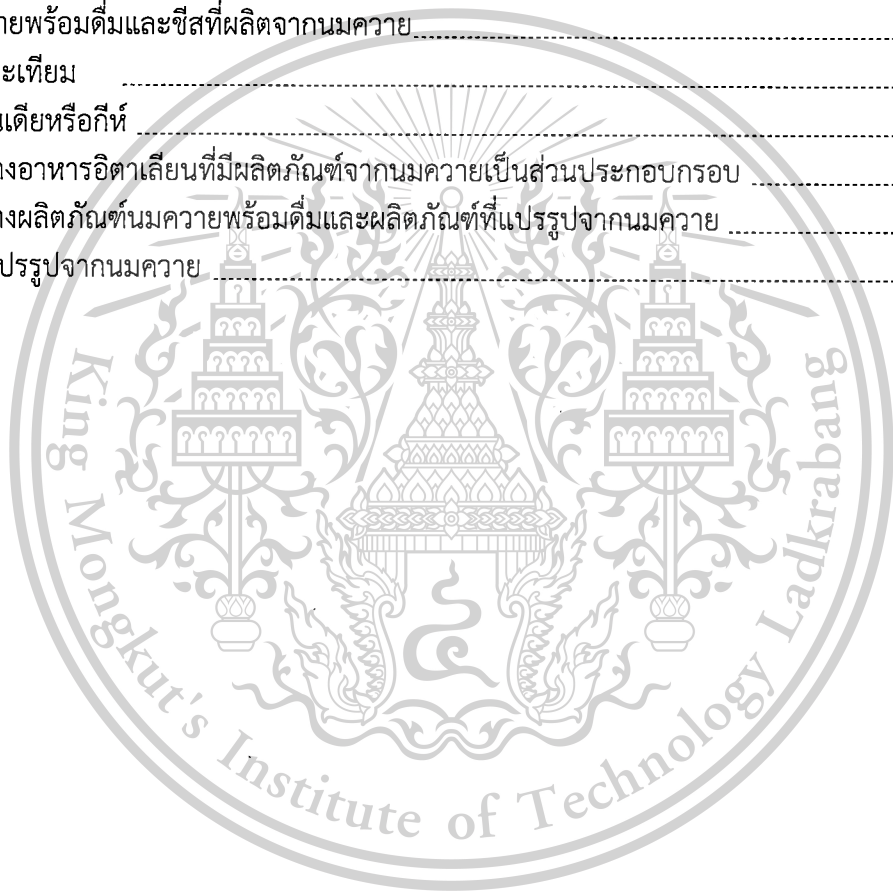 ายพร้อมดื่มและชีสที่ผลิตจากนมควาย
ะเทียม
นเดียหรือกีห์
างอาหารอิตาเลียนที่มีผลิตภัณฑ์จากนมควายเป็นส่วนประกอบกรอบ
างผลิตภัณฑ์นมควายพร้อมดื่มและผลิตภัณฑ์ที่แปรรูปจากนมควาย
ปรรูปจากนมควาย
King Mongkut's Institute of Technology Ladkrabang